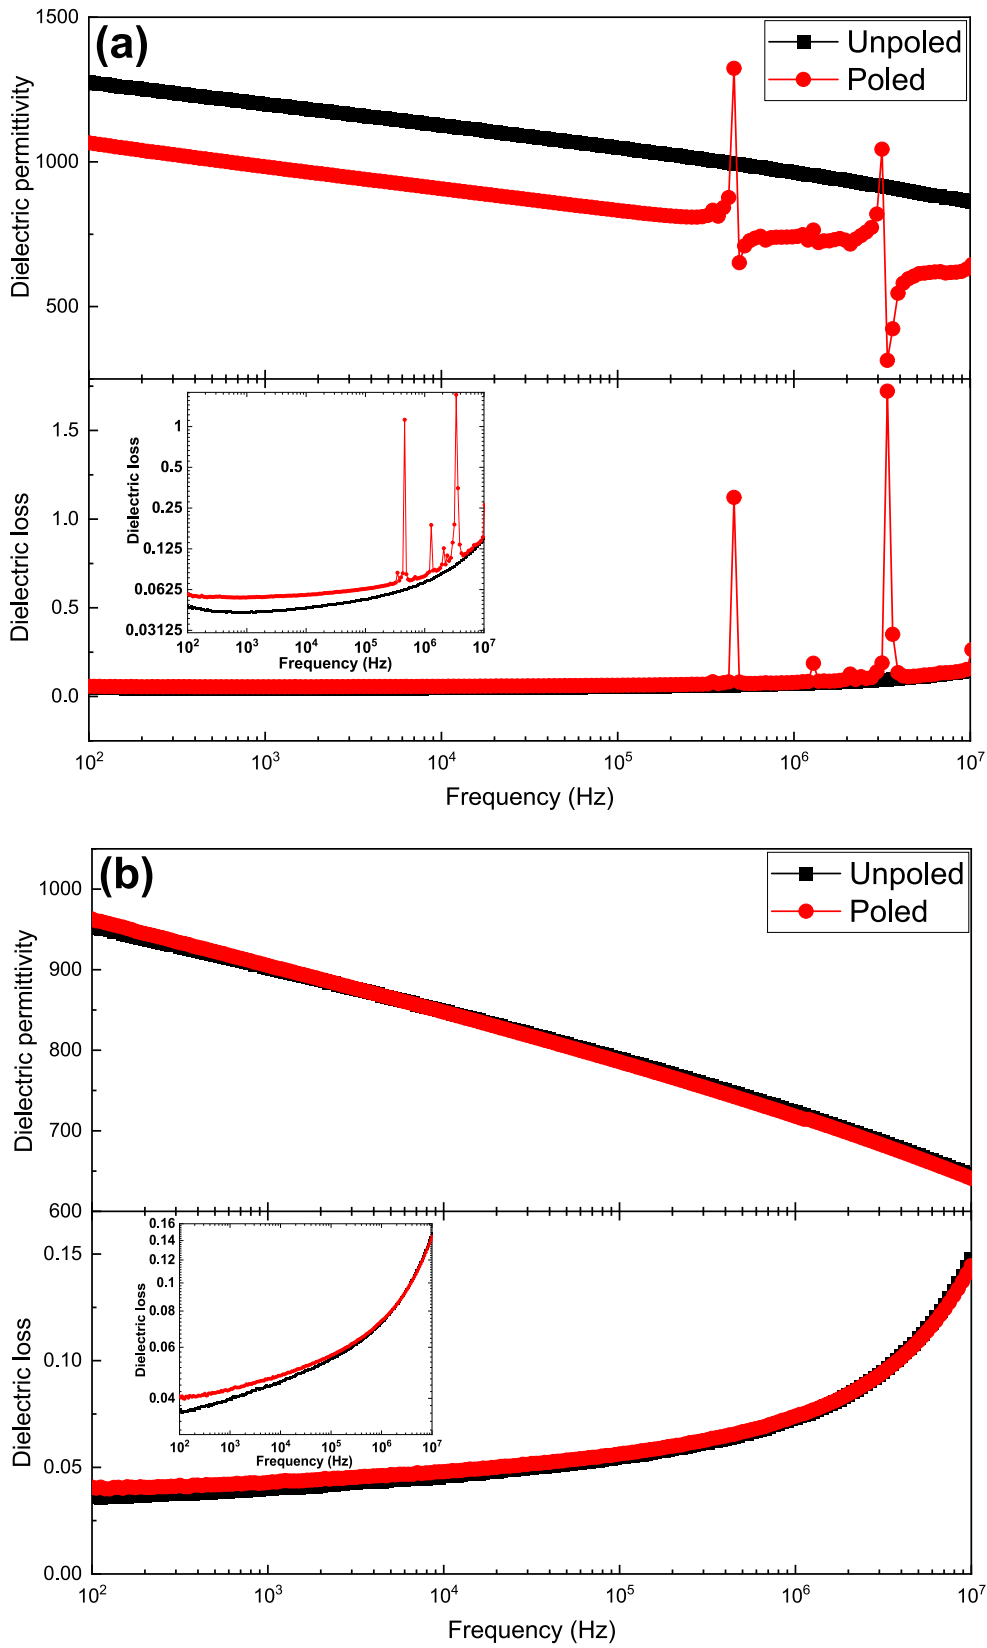 (a)
Unpoled
Poled
1500
1000
500
Dielectric permittivity
1.5
1.0
0.5
0.0
Dielectric loss
1
0.5
0.25
0.125
0.0625
0.03125
Dielectric loss
10² 10³ 10⁴ 10⁵ 10⁶ 10⁷
Frequency (Hz)
10² 10³ 10⁴ 10⁵ 10⁶ 10⁷
Frequency (Hz)
(b)
Unpoled
Poled
1000
900
800
700
600
Dielectric permittivity
0.15
0.10
0.05
0.00
Dielectric loss
0.16
0.14
0.12
0.1
0.08
0.06
0.04
Dielectric loss
10² 10³ 10⁴ 10⁵ 10⁶ 10⁷
Frequency (Hz)
10² 10³ 10⁴ 10⁵ 10⁶ 10⁷
Frequency (Hz)